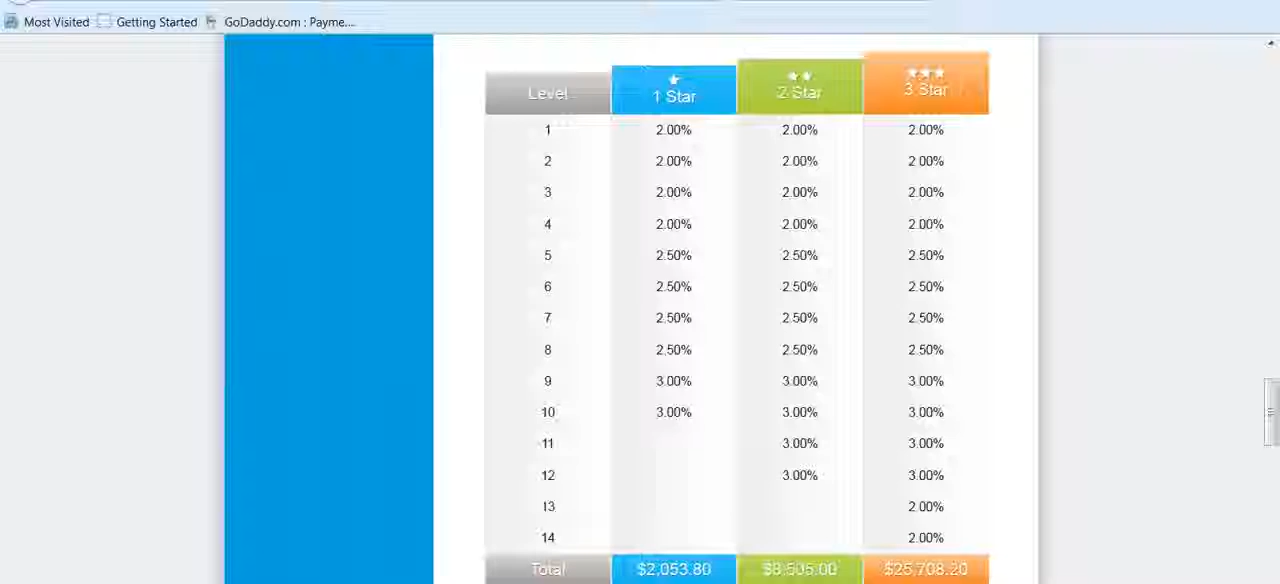 Most Visited Getting Started GoDaddy.com : Payme...
Level 1 Star 2 Star 3 Star
1 2.00% 2.00% 2.00%
2 2.00% 2.00% 2.00%
3 2.00% 2.00% 2.00%
4 2.00% 2.00% 2.00%
5 2.50% 2.50% 2.50%
6 2.50% 2.50% 2.50%
7 2.50% 2.50% 2.50%
8 2.50% 2.50% 2.50%
9 3.00% 3.00% 3.00%
10 3.00% 3.00% 3.00%
11 3.00% 3.00%
12 3.00% 3.00%
13 2.00%
14 2.00%
Total $2,053.80 $8,505.00 $25,708.20